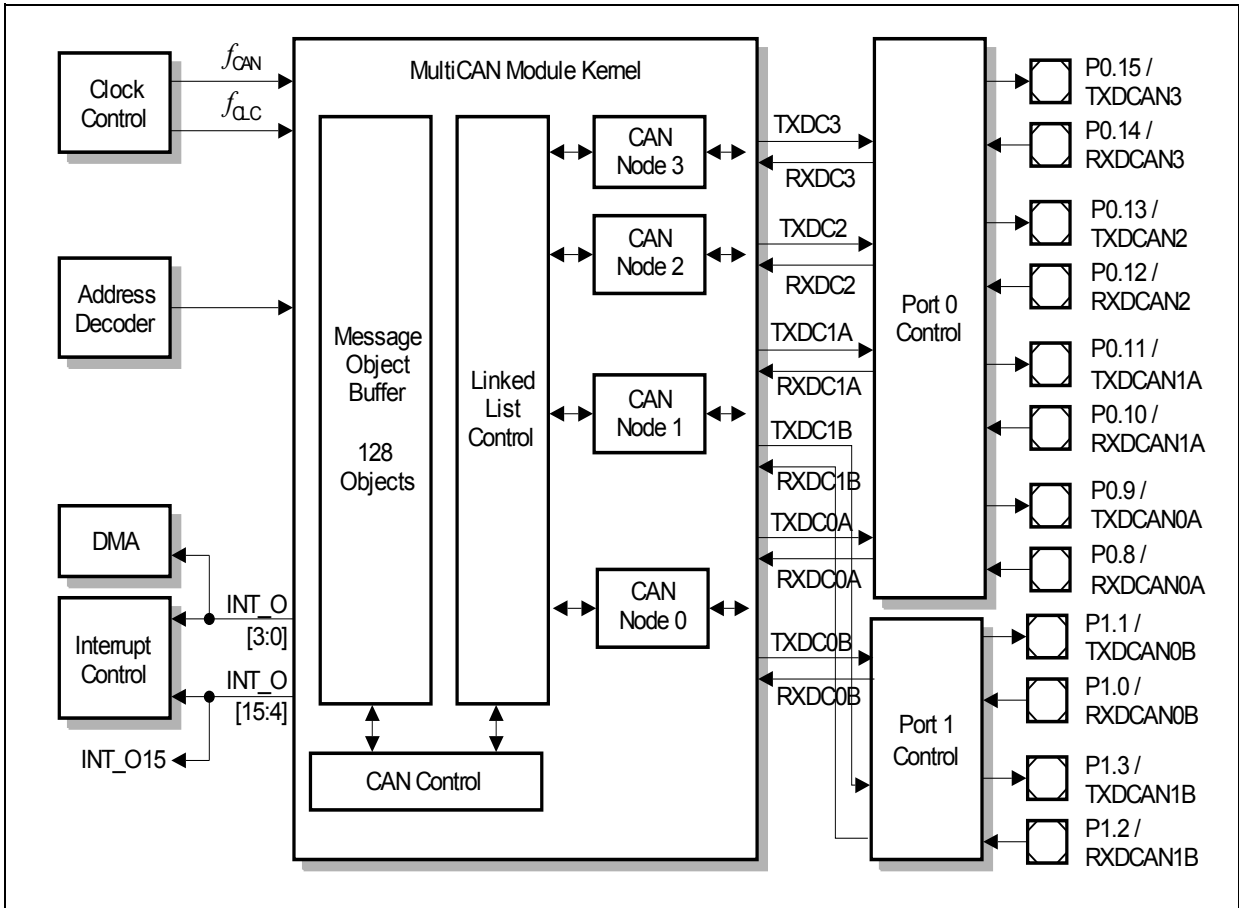 Clock
Control
fCAN
fCLC
Address
Decoder
DMA
Interrupt
Control
INT_O
[3:0]
INT_O
[15:4]
INT_O15
MultiCAN Module Kernel
Message
Object
Buffer
128
Objects
Linked
List
Control
CAN
Node 3
CAN
Node 2
CAN
Node 1
CAN
Node 0
CAN Control
TXDC3
RXDC3
TXDC2
RXDC2
TXDC1A
RXDC1A
TXDC1B
RXDC1B
TXDC0A
RXDC0A
TXDC0B
RXDC0B
Port 0
Control
Port 1
Control
P0.15 /
TXDCAN3
P0.14 /
RXDCAN3
P0.13 /
TXDCAN2
P0.12 /
RXDCAN2
P0.11 /
TXDCAN1A
P0.10 /
RXDCAN1A
P0.9 /
TXDCAN0A
P0.8 /
RXDCAN0A
P1.1 /
TXDCAN0B
P1.0 /
RXDCAN0B
P1.3 /
TXDCAN1B
P1.2 /
RXDCAN1B